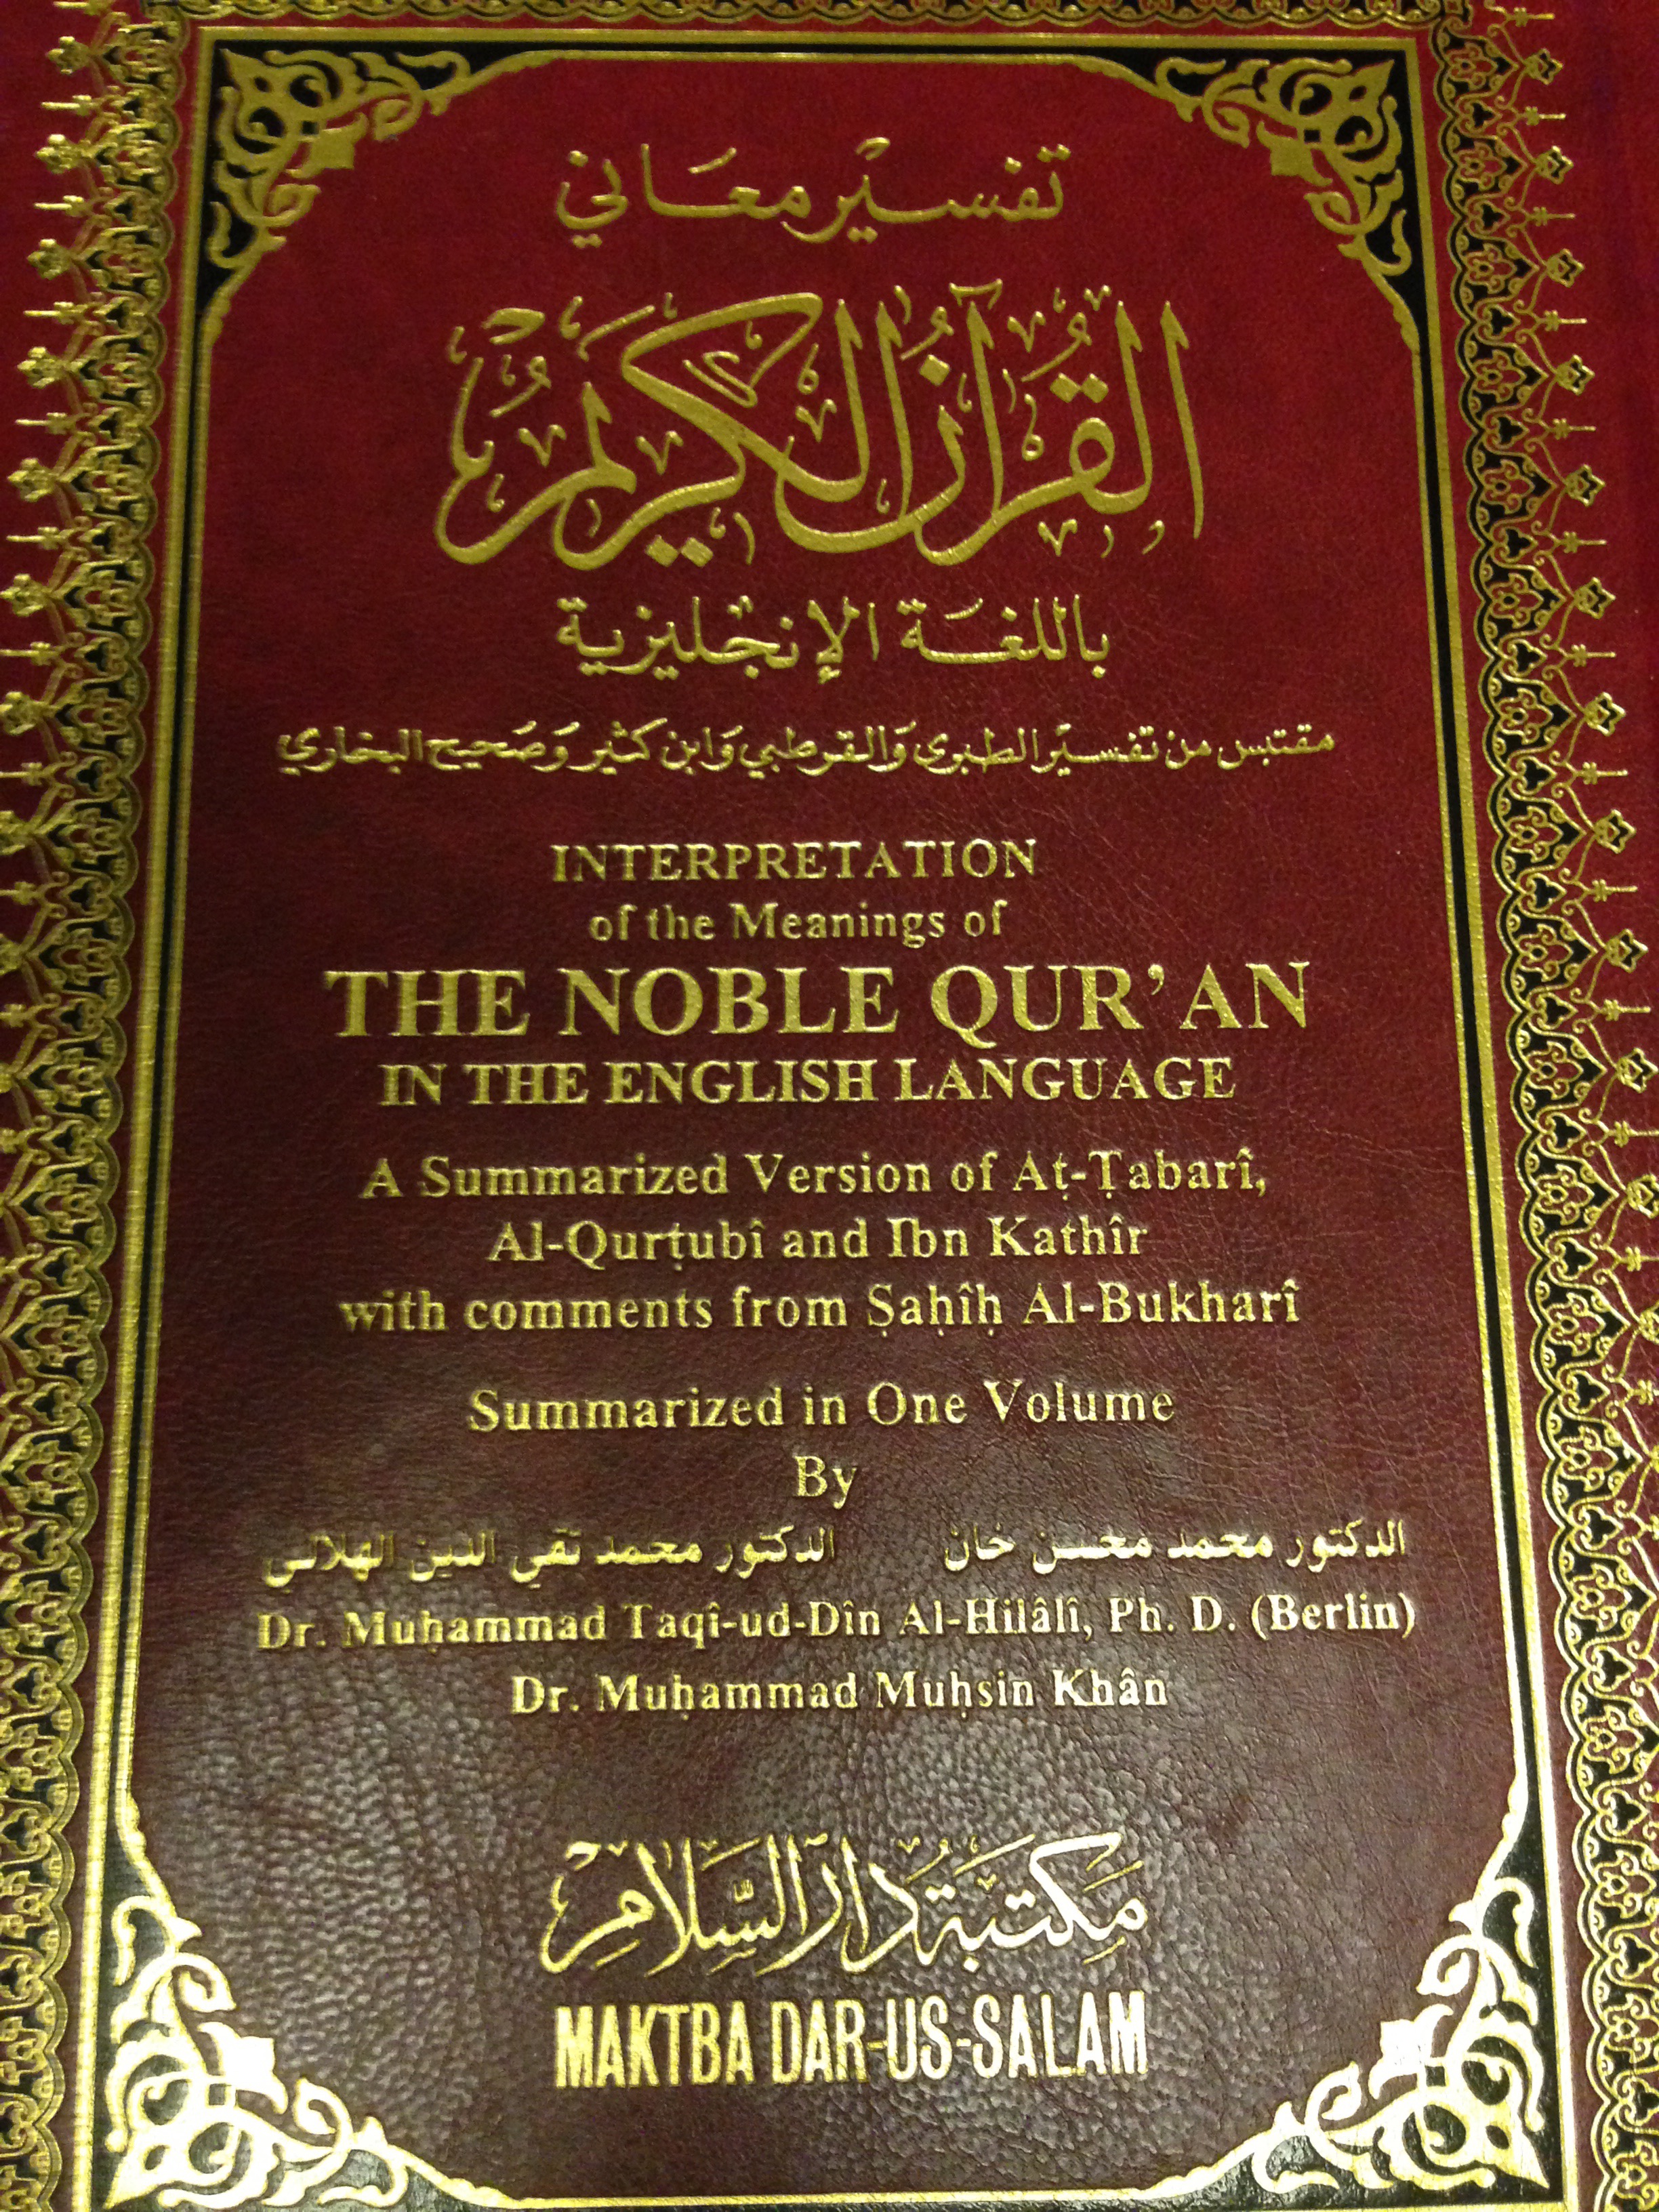 تفسير معاني
القرآن الكريم
باللغة الإنجليزية
مقتبس من تفسير الطبري والقرطبي وابن كثير وصحيح البخاري
INTERPRETATION
of the Meanings of
THE NOBLE QUR’AN
IN THE ENGLISH LANGUAGE
A Summarized Version of Aṭ-Ṭabarî,
Al-Qurṭubî and Ibn Kathîr
with comments from Ṣaḥîḥ Al-Bukharî
Summarized in One Volume
By
الدكتور محمد محسن خان الدكتور محمد تقي الدين الهلالي
Dr. Muḥammad Taqî-ud-Dîn Al-Hilâlî, Ph. D. (Berlin)
Dr. Muḥammad Muḥsin Khân
مكتبة دار السلام
MAKTBA DAR-US-SALAM